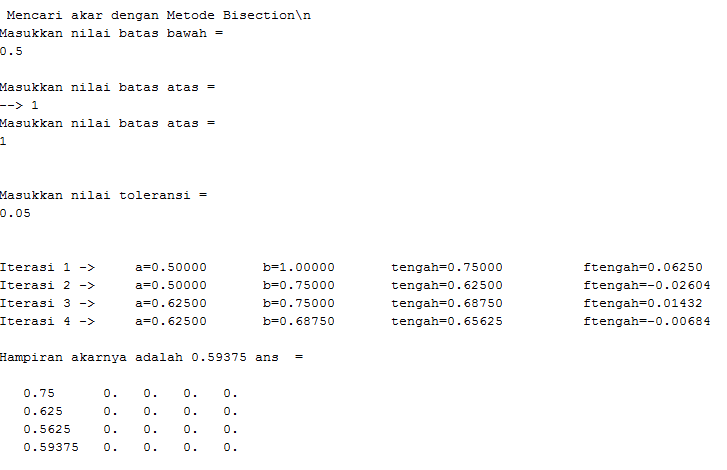 Mencari akar dengan Metode Bisection\n
Masukkan nilai batas bawah =
0.5
Masukkan nilai batas atas =
--> 1
Masukkan nilai batas atas =
1
Masukkan nilai toleransi =
0.05
Iterasi 1 -> a=0.50000 b=1.00000 tengah=0.75000 ftengah=0.06250
Iterasi 2 -> a=0.50000 b=0.75000 tengah=0.62500 ftengah=-0.02604
Iterasi 3 -> a=0.62500 b=0.75000 tengah=0.68750 ftengah=0.01432
Iterasi 4 -> a=0.62500 b=0.68750 tengah=0.65625 ftengah=-0.00684
Hampiran akarnya adalah 0.59375 ans =
0.75 0. 0. 0. 0.
0.625 0. 0. 0. 0.
0.5625 0. 0. 0. 0.
0.59375 0. 0. 0. 0.